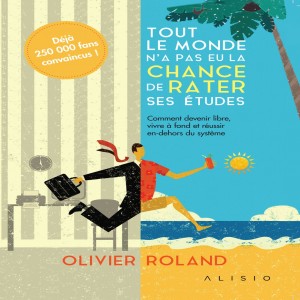 Déjà
250 000 fans
convaincus !
TOUT
LE MONDE
N'A PAS EU LA
CHANCE
DE RATER
SES ÉTUDES
Comment devenir libre,
vivre à fond et réussir
en-dehors du système
OLIVIER ROLAND
ALISIO